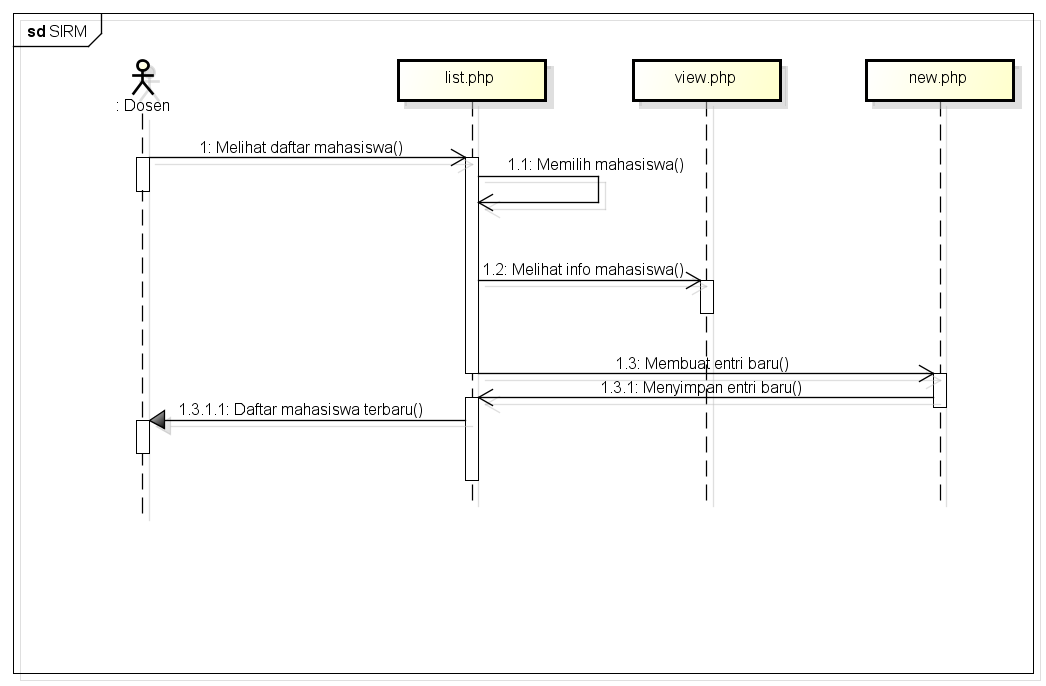 sd SIRM
: Dosen
list.php
view.php
new.php
1: Melihat daftar mahasiswa()
1.1: Memilih mahasiswa()
1.2: Melihat info mahasiswa()
1.3: Membuat entri baru()
1.3.1: Menyimpan entri baru()
1.3.1.1: Daftar mahasiswa terbaru()